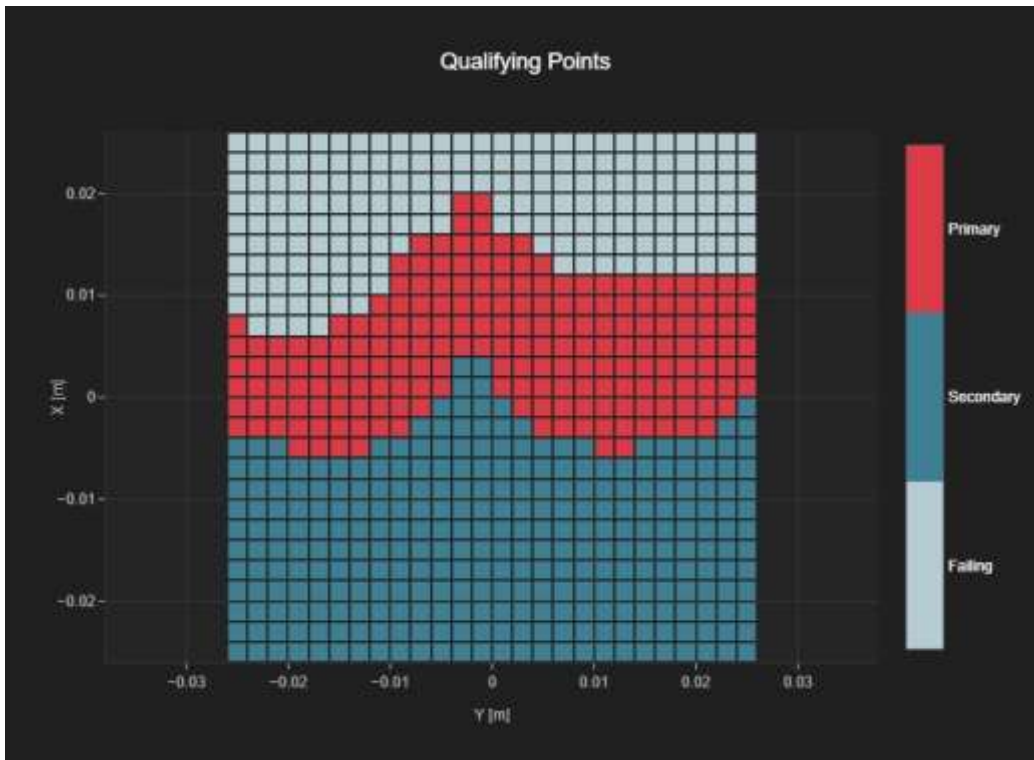 Qualifying Points
0.02
0.01
0
−0.01
−0.02
X [m]
−0.03
−0.02
−0.01
0
0.01
0.02
0.03
Y [m]
Primary
Secondary
Failing